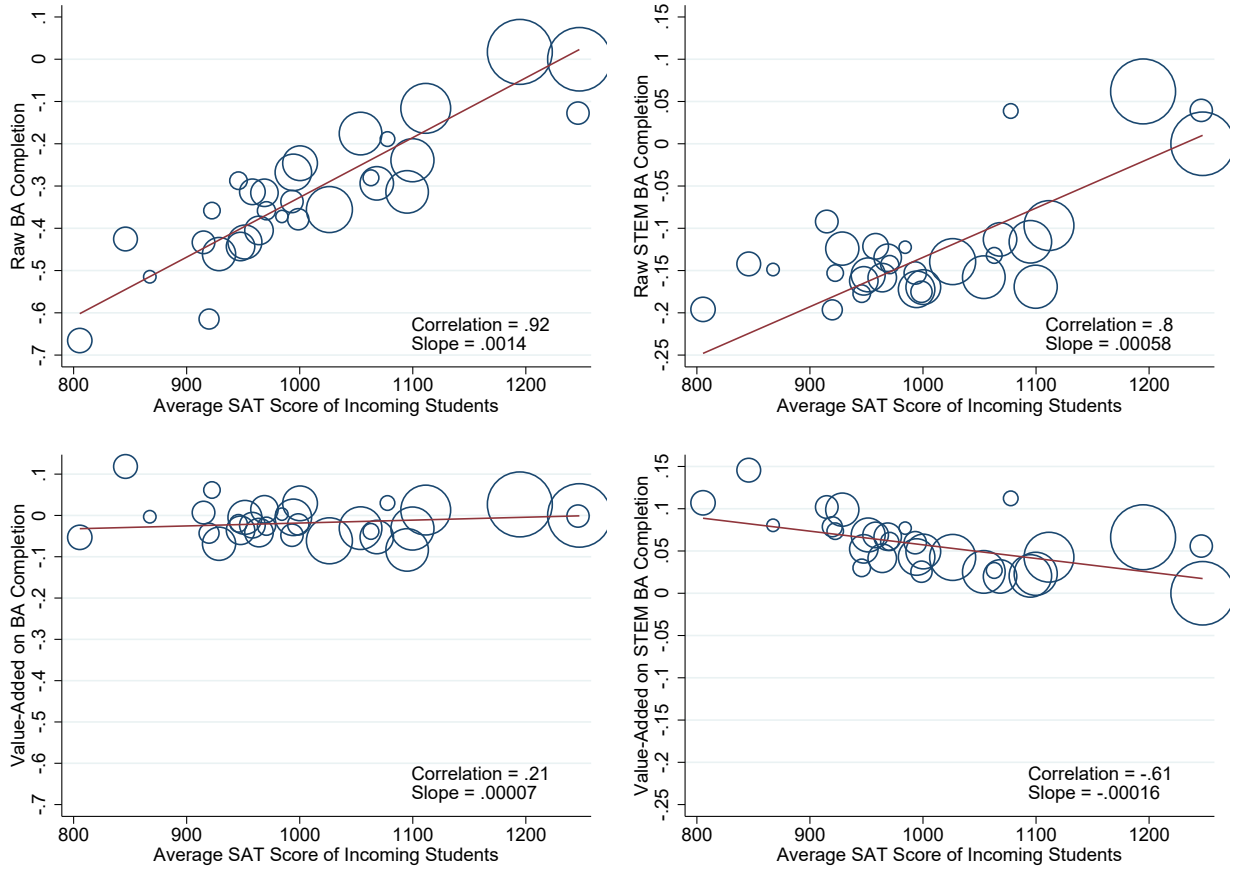 Raw BA Completion
.1
0
-.1
-.2
-.3
-.4
-.5
-.6
-.7
Correlation = .92
Slope = .0014
800 900 1000 1100 1200
Average SAT Score of Incoming Students
Raw STEM BA Completion
.15
.1
.05
0
-.05
-.1
-.15
-.2
-.25
Correlation = .8
Slope = .00058
800 900 1000 1100 1200
Average SAT Score of Incoming Students
Value-Added on BA Completion
.1
0
-.1
-.2
-.3
-.4
-.5
-.6
-.7
Correlation = .21
Slope = .00007
800 900 1000 1100 1200
Average SAT Score of Incoming Students
Value-Added on STEM BA Completion
.15
.1
.05
0
-.05
-.1
-.15
-.2
-.25
Correlation = -.61
Slope = -.00016
800 900 1000 1100 1200
Average SAT Score of Incoming Students